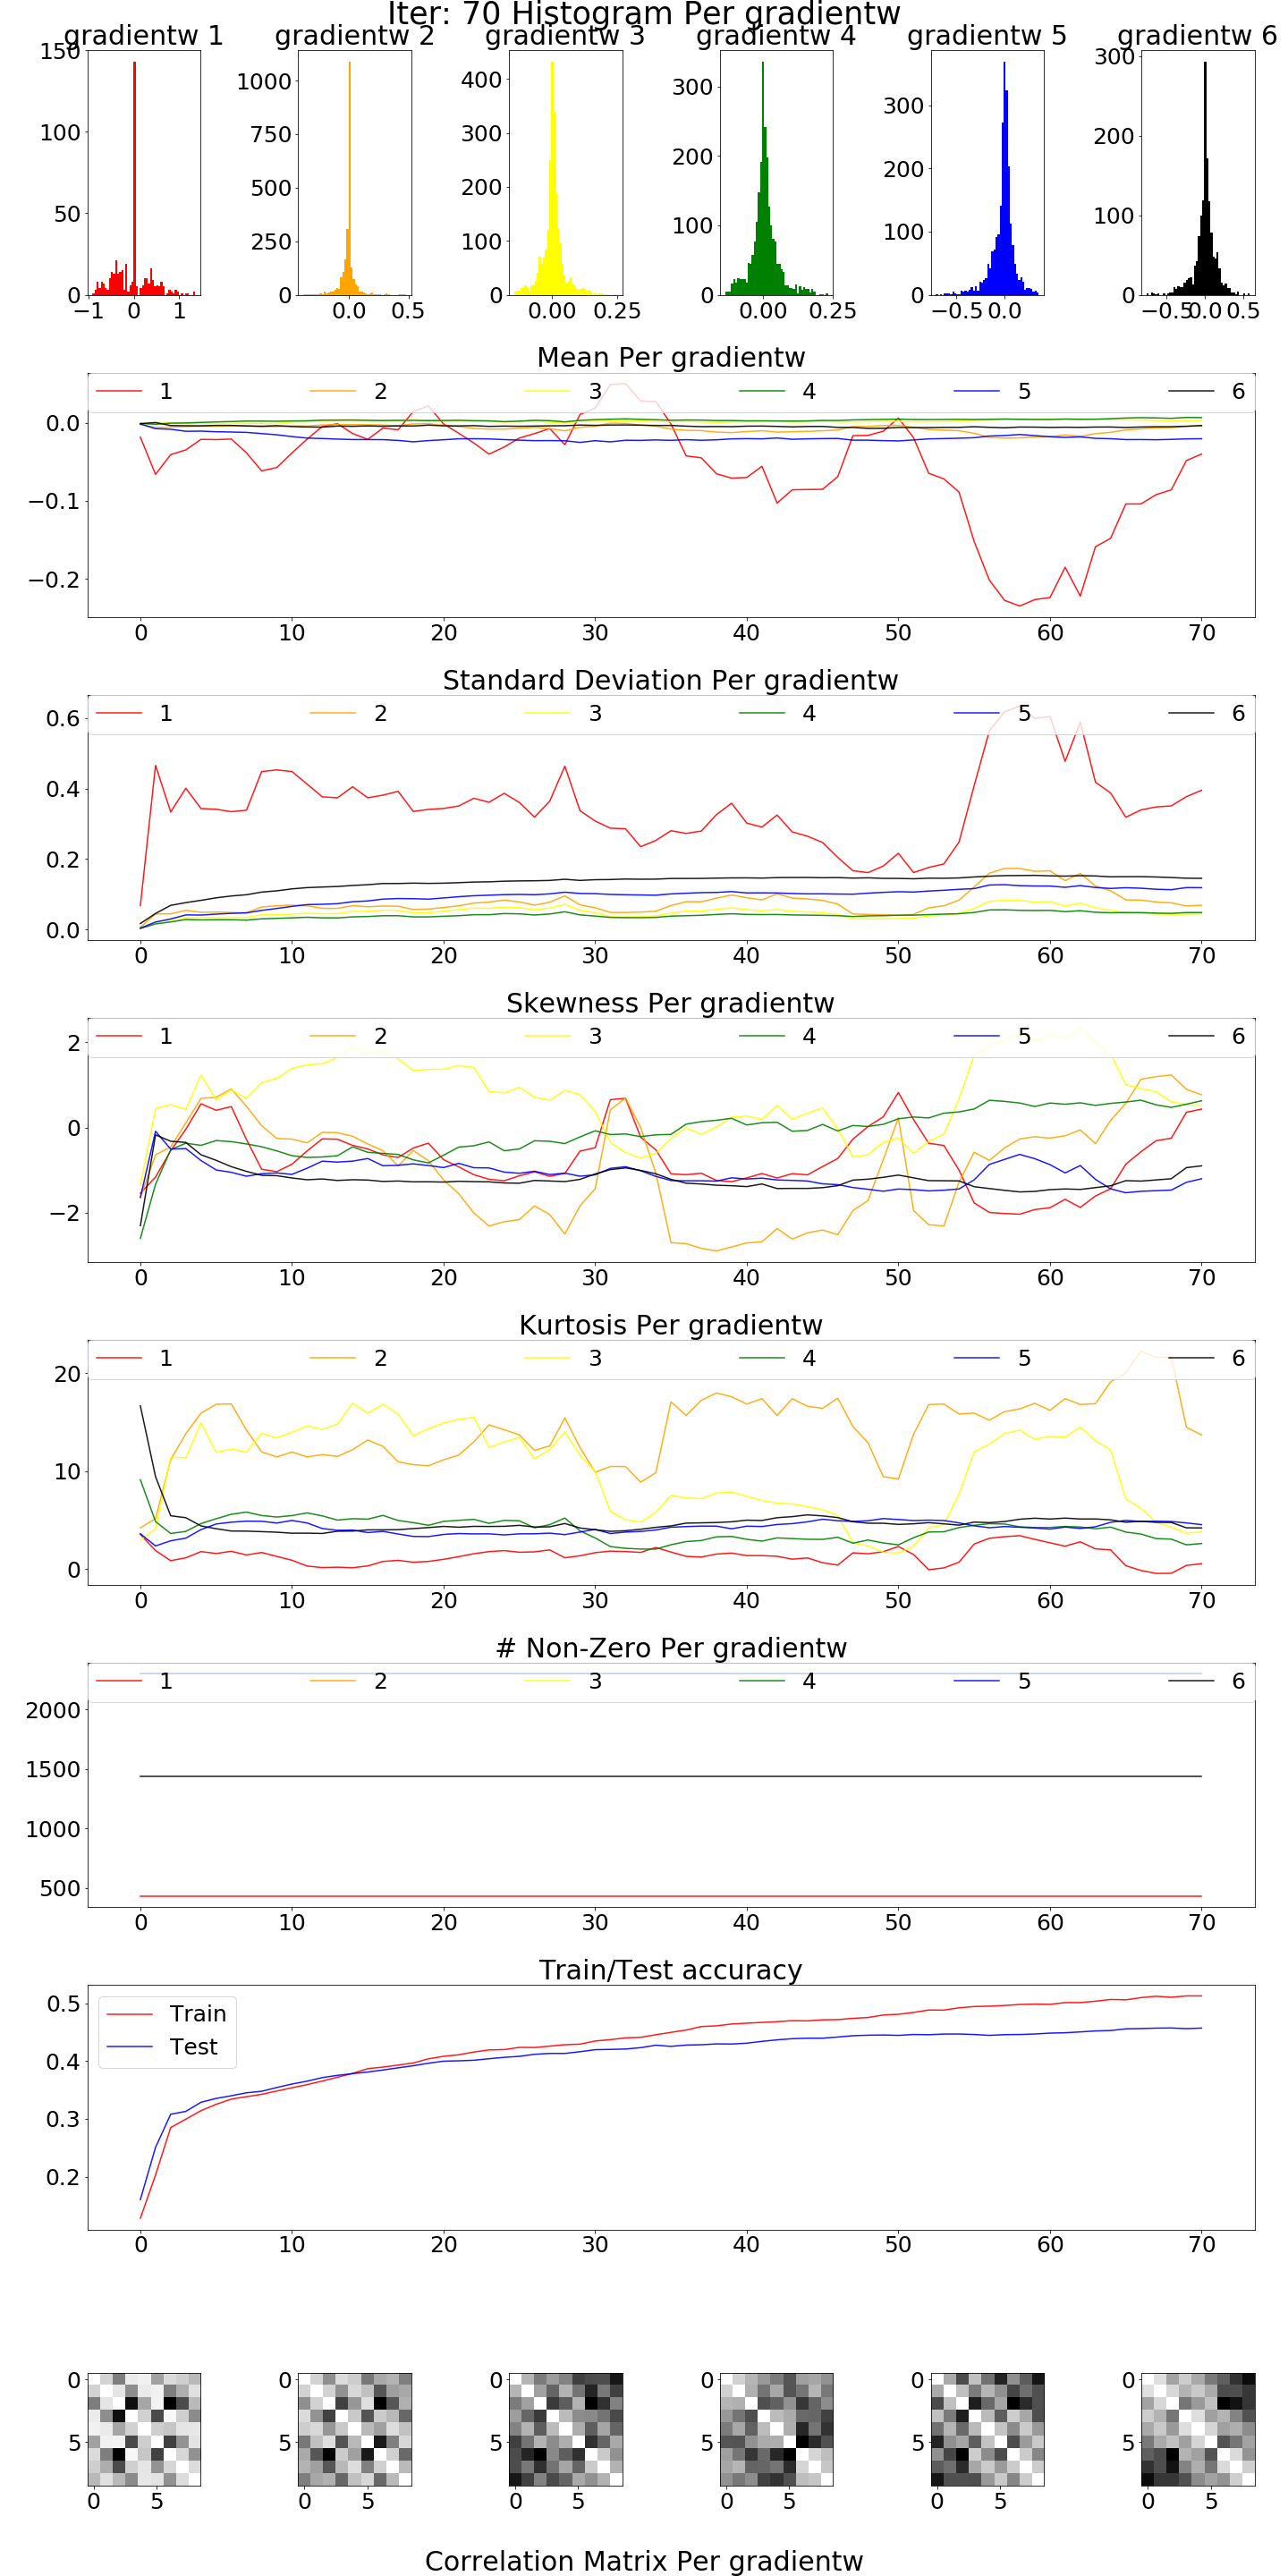 Iter: 70 Histogram Per gradientw
gradientw 1 gradientw 2 gradientw 3 gradientw 4 gradientw 5 gradientw 6
150 100 50 0 −1 0 1
1000 750 500 250 0 0.0 0.5
400 300 200 100 0 0.00 0.25
300 200 100 0 0.00 0.25
300 200 100 0 −0.5 0.0
300 200 100 0 −0.5 0.0 0.5
Mean Per gradientw
1 2 3 4 5 6
0.0
−0.1
−0.2
0 10 20 30 40 50 60 70
Standard Deviation Per gradientw
1 2 3 4 5 6
0.6
0.4
0.2
0.0
0 10 20 30 40 50 60 70
Skewness Per gradientw
1 2 3 4 5 6
2
0
−2
0 10 20 30 40 50 60 70
Kurtosis Per gradientw
1 2 3 4 5 6
20
10
0
0 10 20 30 40 50 60 70
# Non-Zero Per gradientw
1 2 3 4 5 6
2000
1500
1000
500
0 10 20 30 40 50 60 70
Train/Test accuracy
Train
Test
0.5
0.4
0.3
0.2
0 10 20 30 40 50 60 70
0 0 0 0 0 0
5 5 5 5 5 5
0 5 0 5 0 5 0 5 0 5 0 5
Correlation Matrix Per gradientw